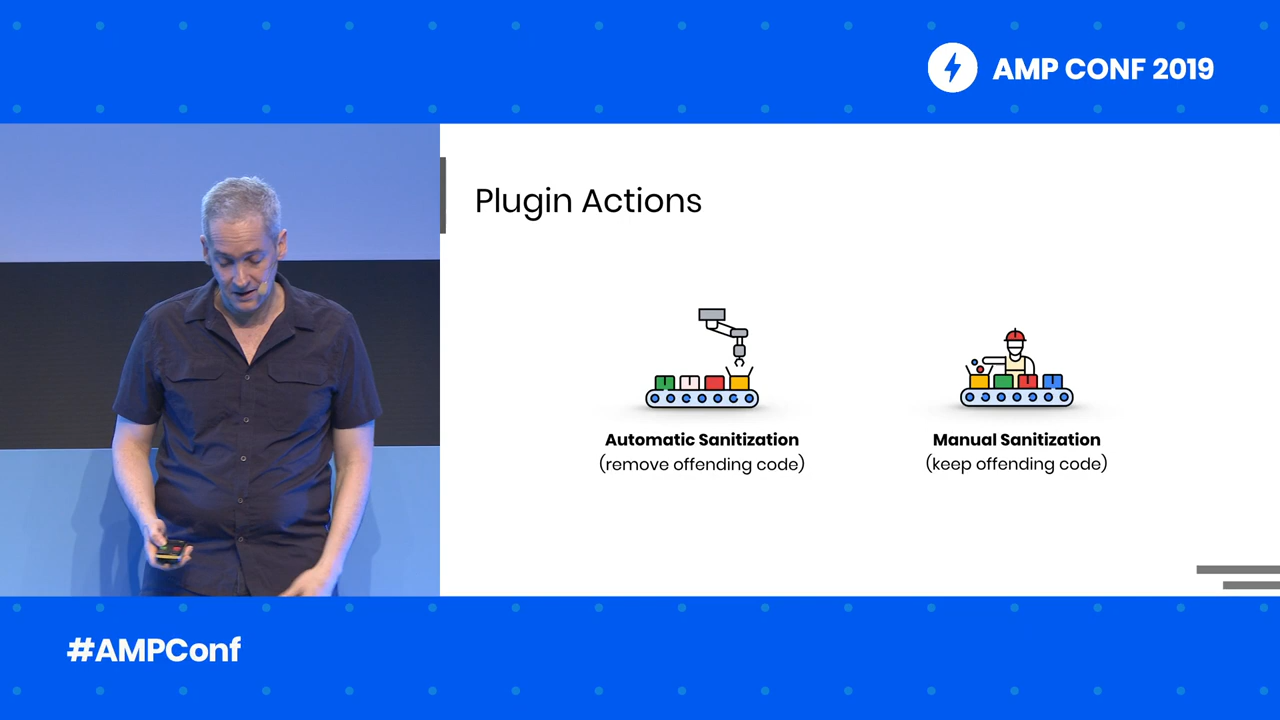 AMP CONF 2019
Plugin Actions
Automatic Sanitization
(remove offending code)
Manual Sanitization
(keep offending code)
#AMPConf